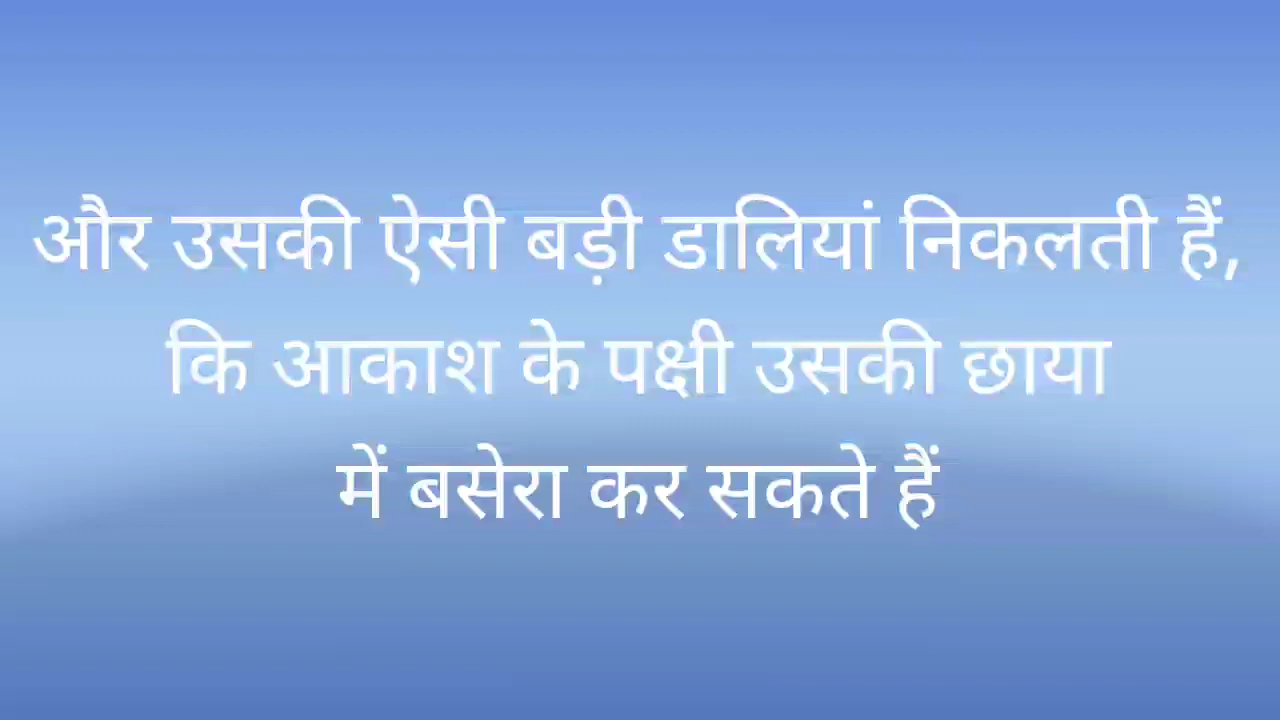 और उसकी ऐसी बड़ी डालियां निकलती हैं,
कि आकाश के पक्षी उसकी छाया
में बसेरा कर सकते हैं